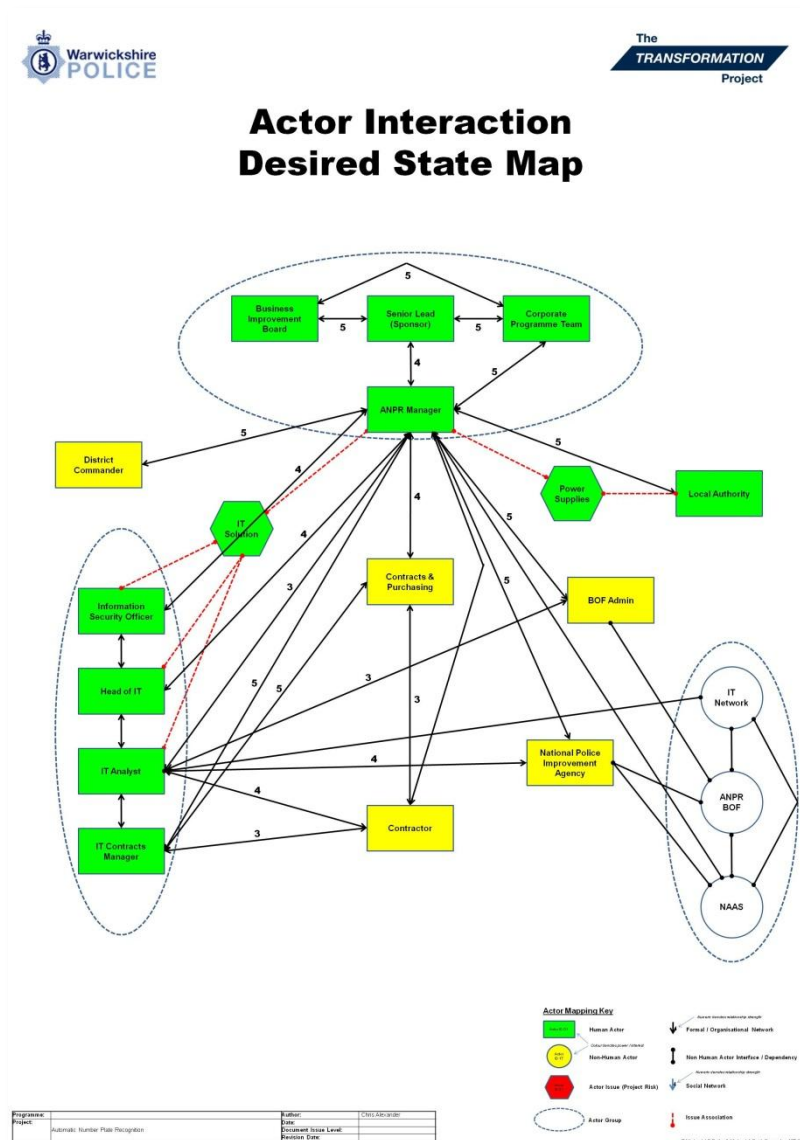 Warwickshire
POLICE
The
TRANSFORMATION
Project
Actor Interaction
Desired State Map
5
Business
Improvement
Board
5
Senior Lead
(Sponsor)
5
Corporate
Programme Team
4
5
ANPR Manager
5
District
Commander
4
5
Power
Supplies
Local Authority
IT
Solution
4
4
5
3
5
Contracts &
Purchasing
BOF Admin
Information
Security Officer
3
5
5
3
Head of IT
IT
Network
4
National Police
Improvement
Agency
IT Analyst
4
ANPR
BOF
3
Contractor
IT Contracts
Manager
NAAS
Actor Mapping Key
Human Actor
Formal / Organisational Network
Non-Human Actor
Non Human Actor Interface / Dependency
Actor Issue (Project Risk)
Social Network
Actor Group
Issue Association
Programme:
Author:
Chris Alexander
Project:
Automatic Number Plate Recognition
Date:
Document Issue Level:
Revision Date: